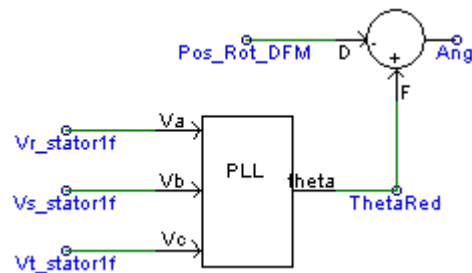 Pos_Rot_DFM
D
-
+
Ang
F
Vr_stator1f
Va
Vs_stator1f
Vb
PLL
theta
ThetaRed
Vt_stator1f
Vc